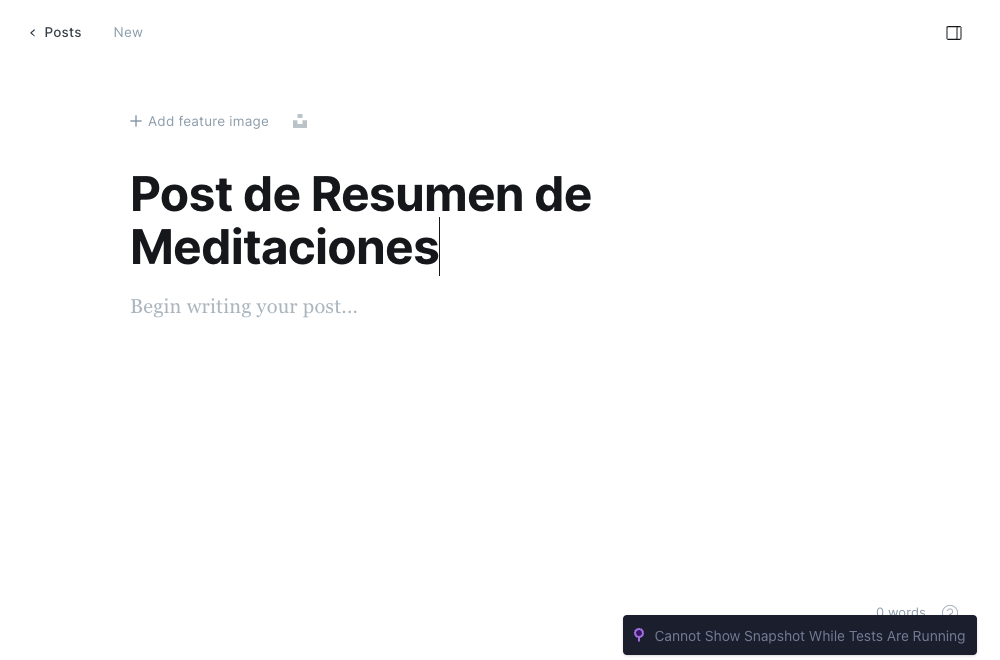 Posts New
Add feature image
Post de Resumen de
Meditaciones
Begin writing your post...
0 words
Cannot Show Snapshot While Tests Are Running